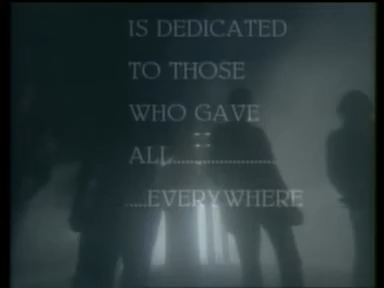 IS DEDICATED
TO THOSE
WHO GAVE
ALL..........................
....EVERYWHERE